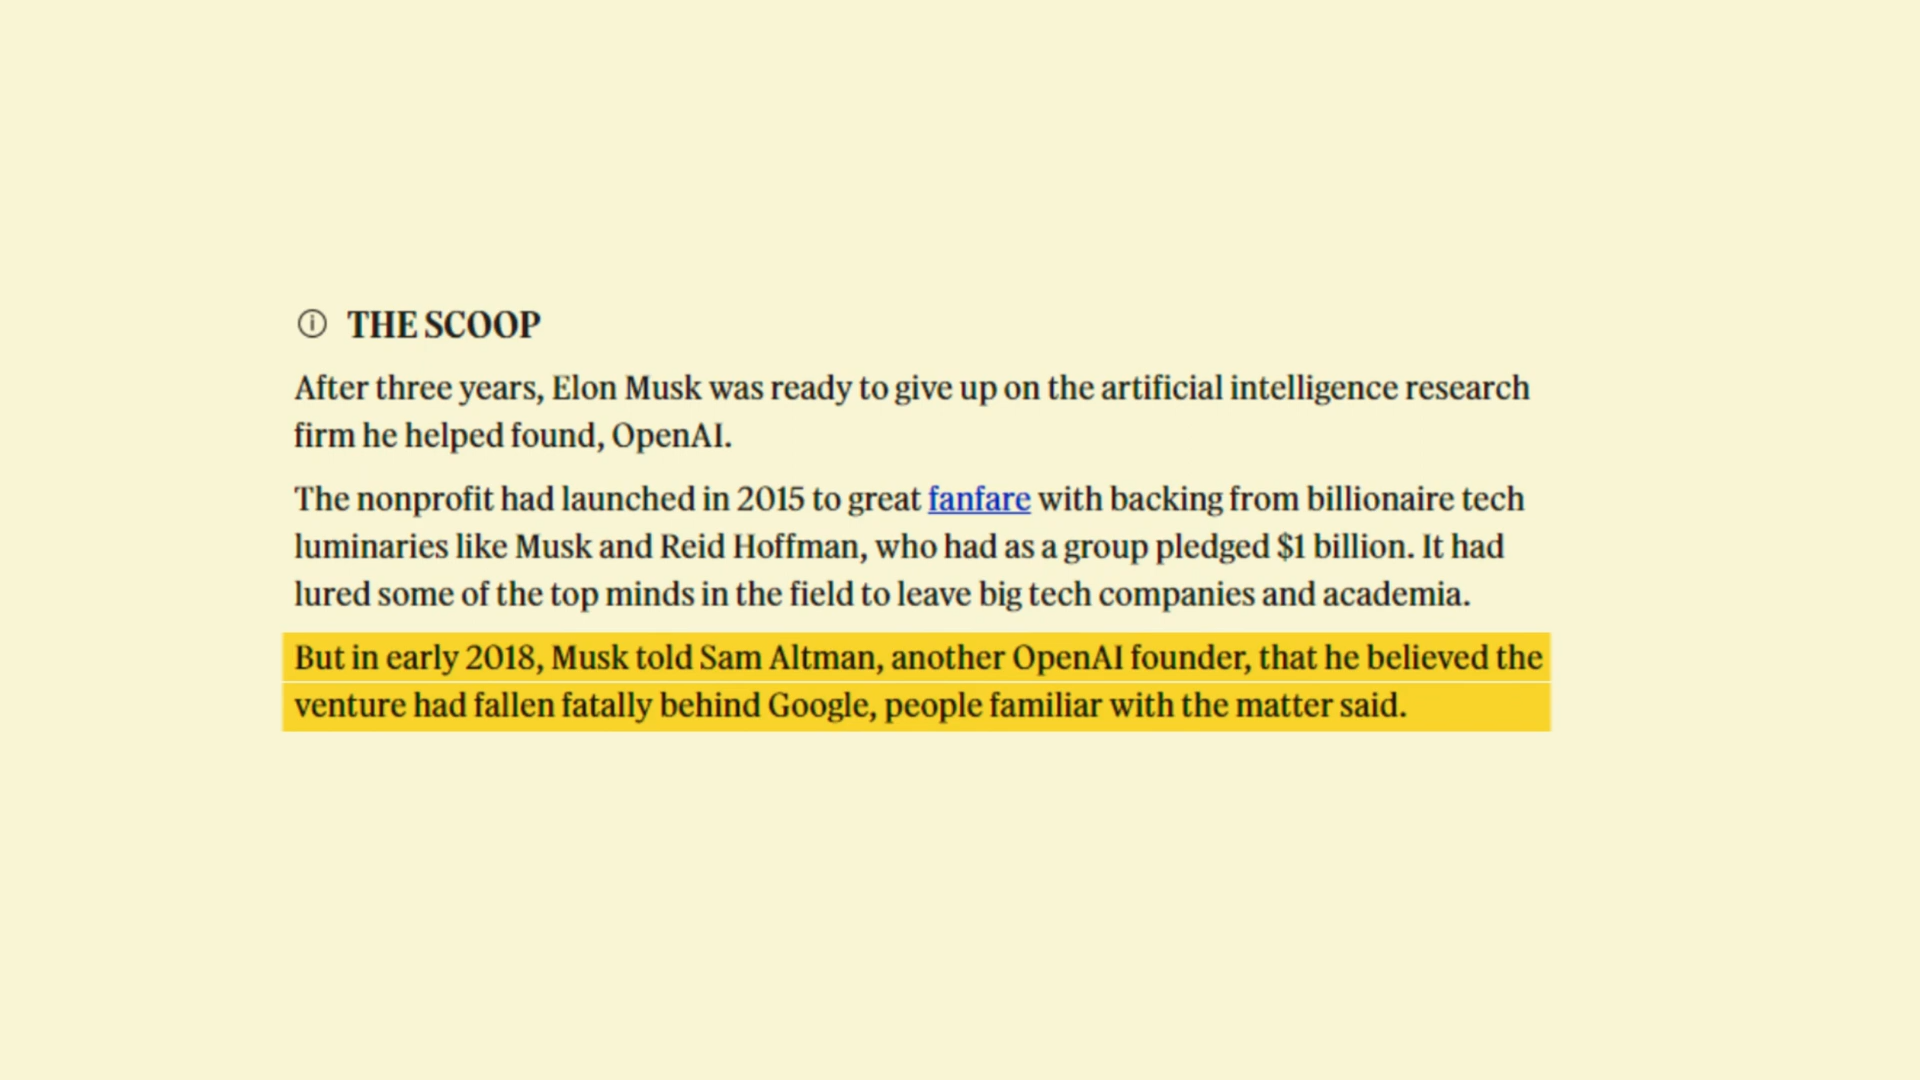 THE SCOOP
After three years, Elon Musk was ready to give up on the artificial intelligence research
firm he helped found, OpenAI.
The nonprofit had launched in 2015 to great fanfare with backing from billionaire tech
luminaries like Musk and Reid Hoffman, who had as a group pledged $1 billion. It had
lured some of the top minds in the field to leave big tech companies and academia.
But in early 2018, Musk told Sam Altman, another OpenAI founder, that he believed the
venture had fallen fatally behind Google, people familiar with the matter said.